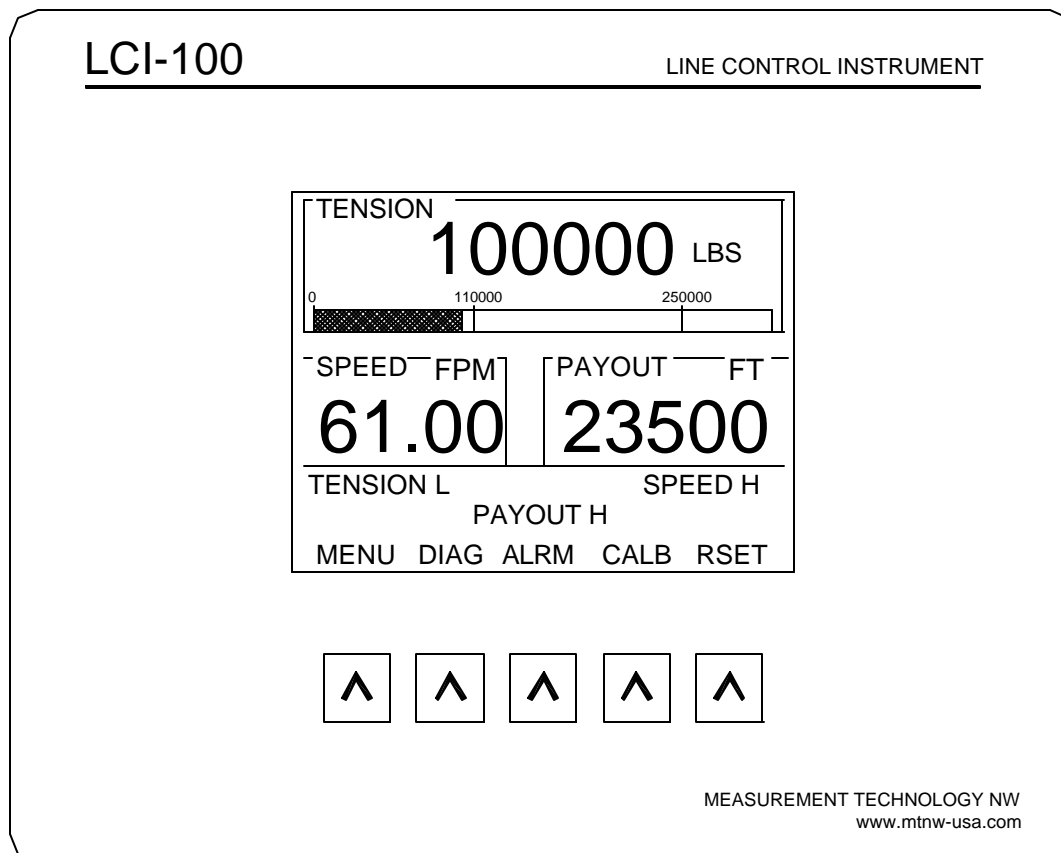 LCI-100 LINE CONTROL INSTRUMENT
TENSION
100000 LBS
0 110000 250000
SPEED FPM PAYOUT FT
61.00 23500
TENSION L SPEED H
PAYOUT H
MENU DIAG ALRM CALB RSET
MEASUREMENT TECHNOLOGY NW
www.mtnw-usa.com